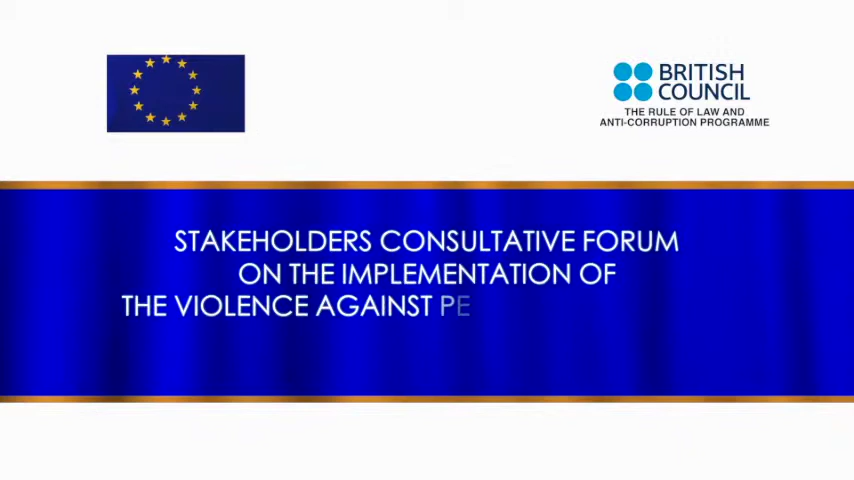 BRITISH
COUNCIL
THE RULE OF LAW AND
ANTI-CORRUPTION PROGRAMME
STAKEHOLDERS CONSULTATIVE FORUM
ON THE IMPLEMENTATION OF
THE VIOLENCE AGAINST PE